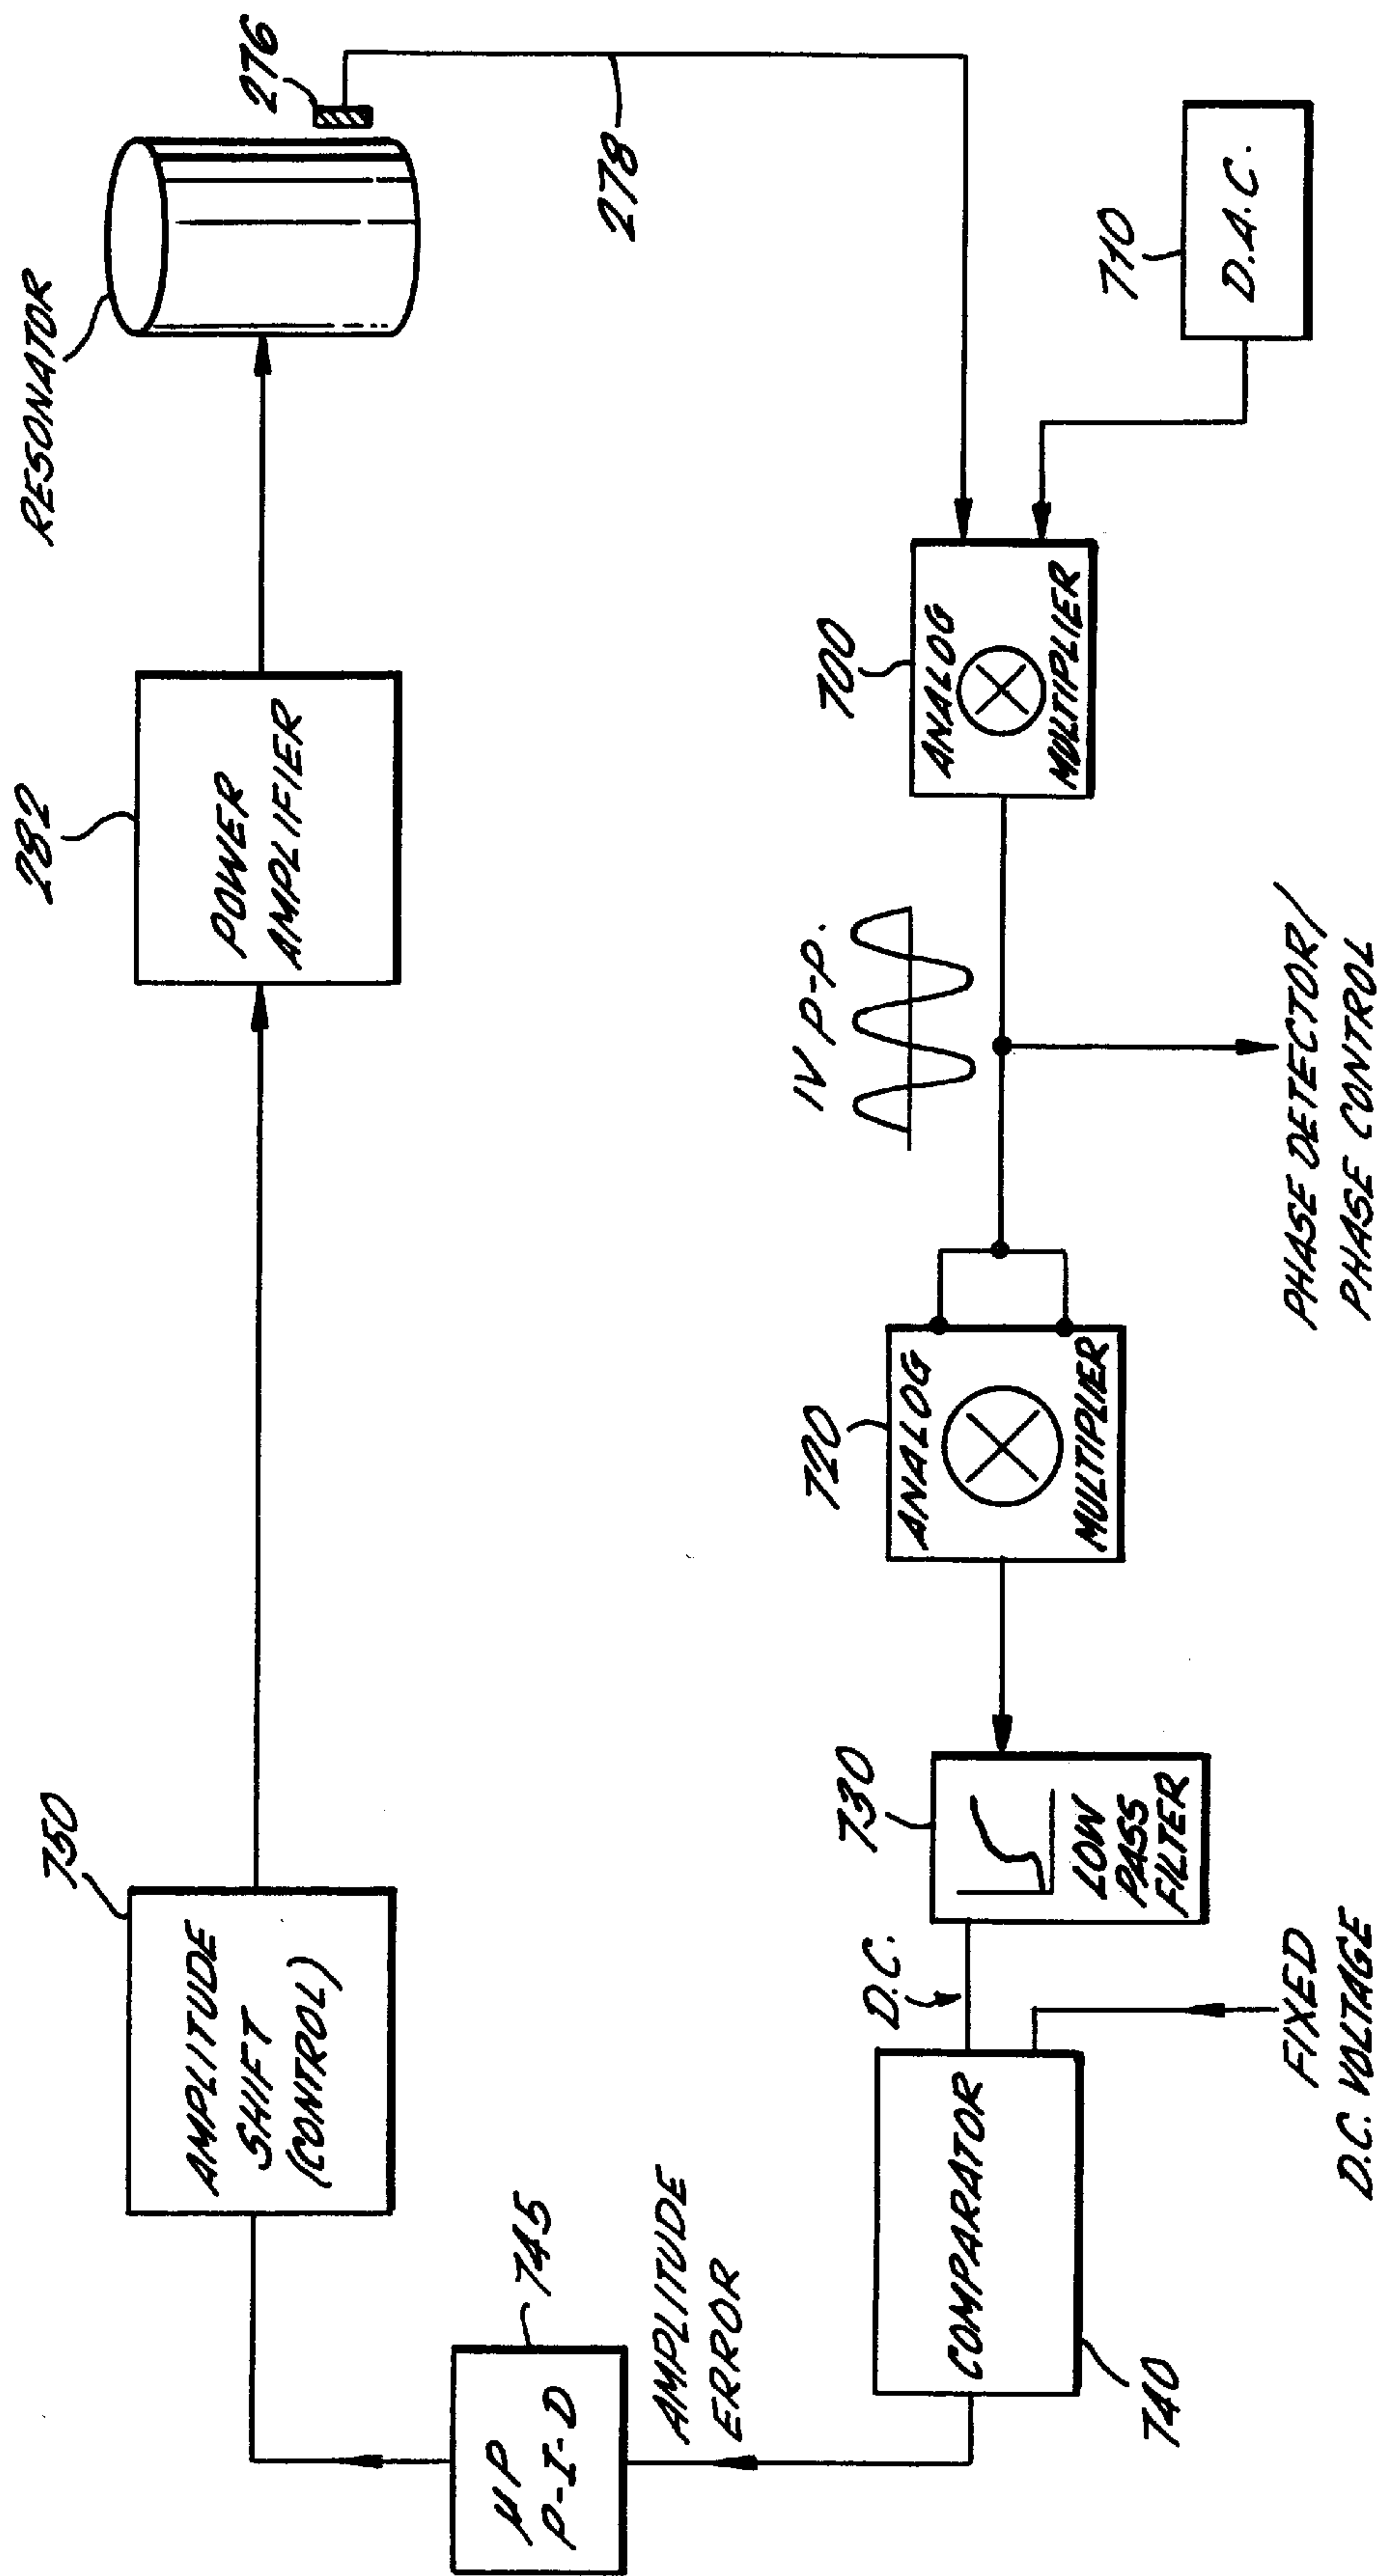 750
AMPLITUDE
SHIFT
(CONTROL)
282
POWER
AMPLIFIER
RESONATOR
276
278
μP
P-I-D
745
AMPLITUDE
ERROR
COMPARATOR
740
D.C.
FIXED
D.C. VOLTAGE
730
LOW
PASS
FILTER
720
ANALOG
MULTIPLIER
1V P-P.
PHASE DETECTOR/
PHASE CONTROL
700
ANALOG
MULTIPLIER
710
D.A.C.